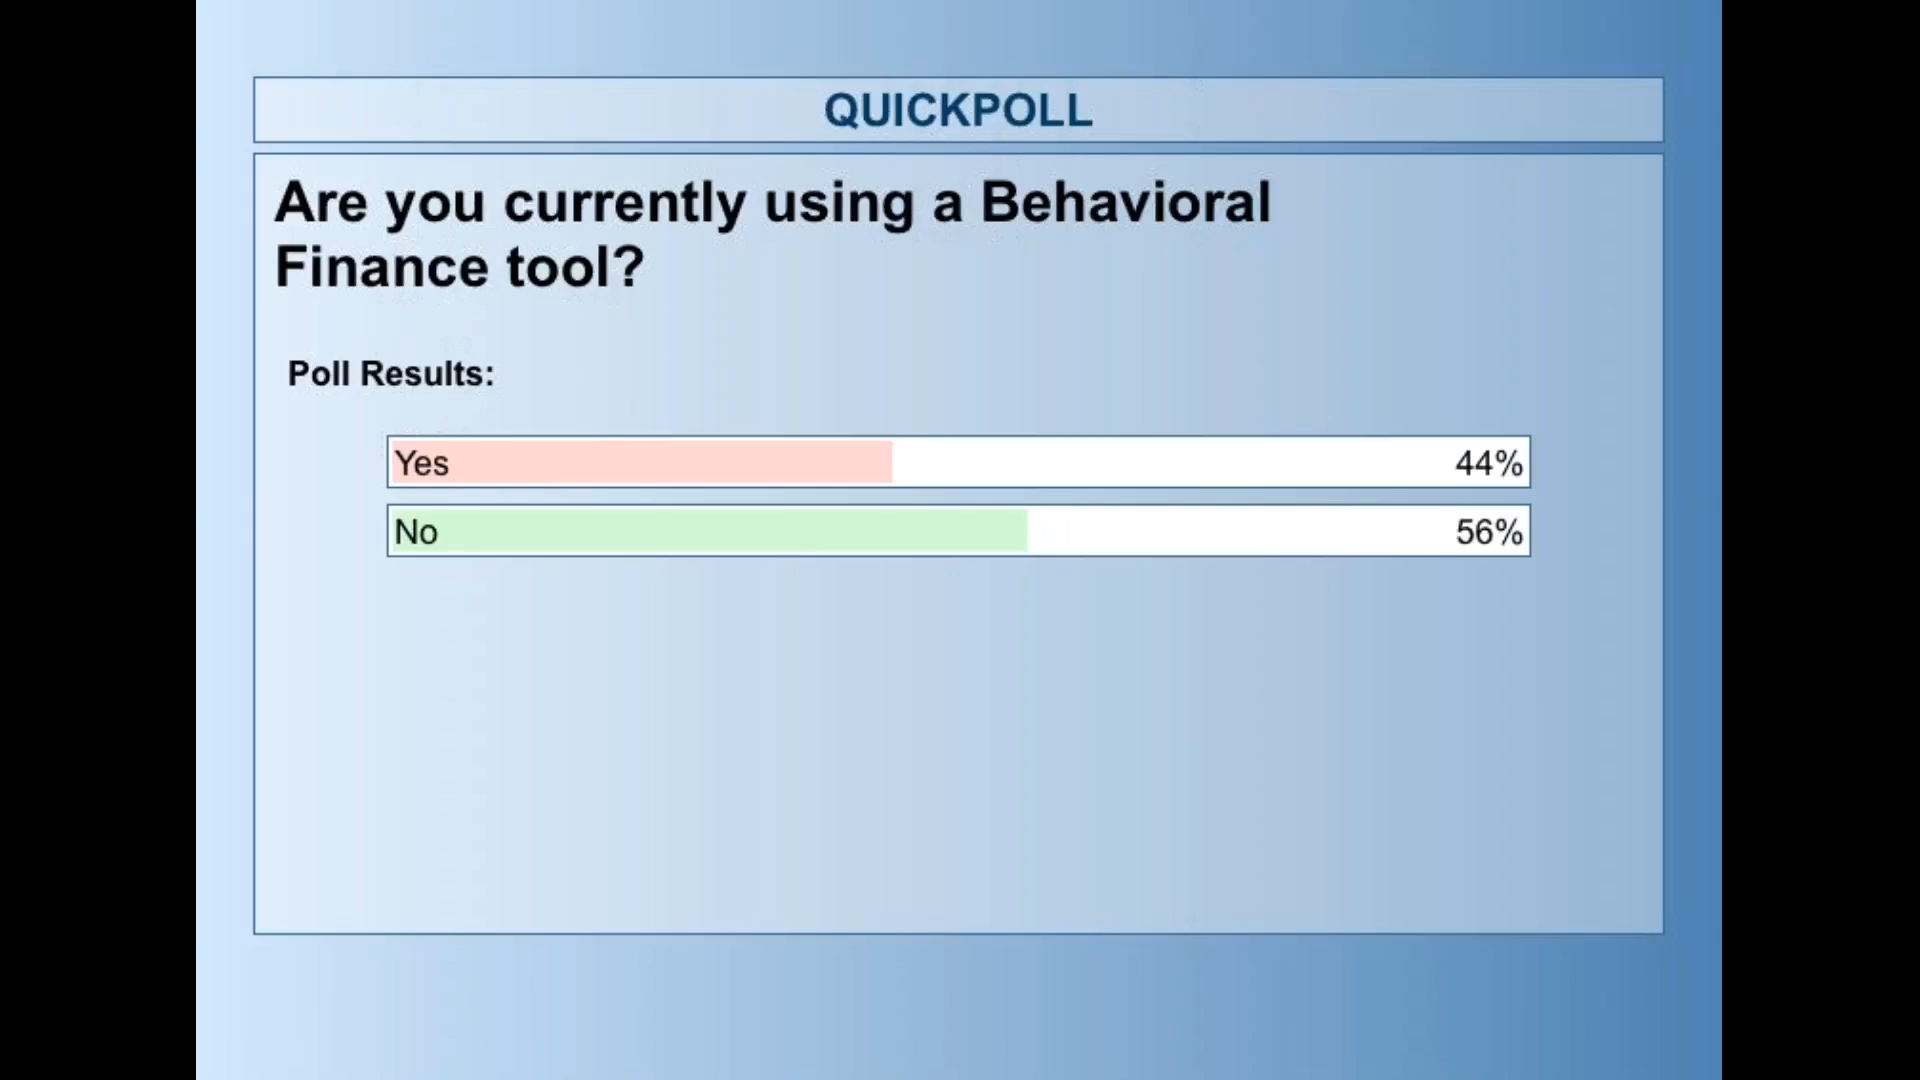 QUICKPOLL
Are you currently using a Behavioral
Finance tool?
Poll Results:
Yes 44%
No 56%